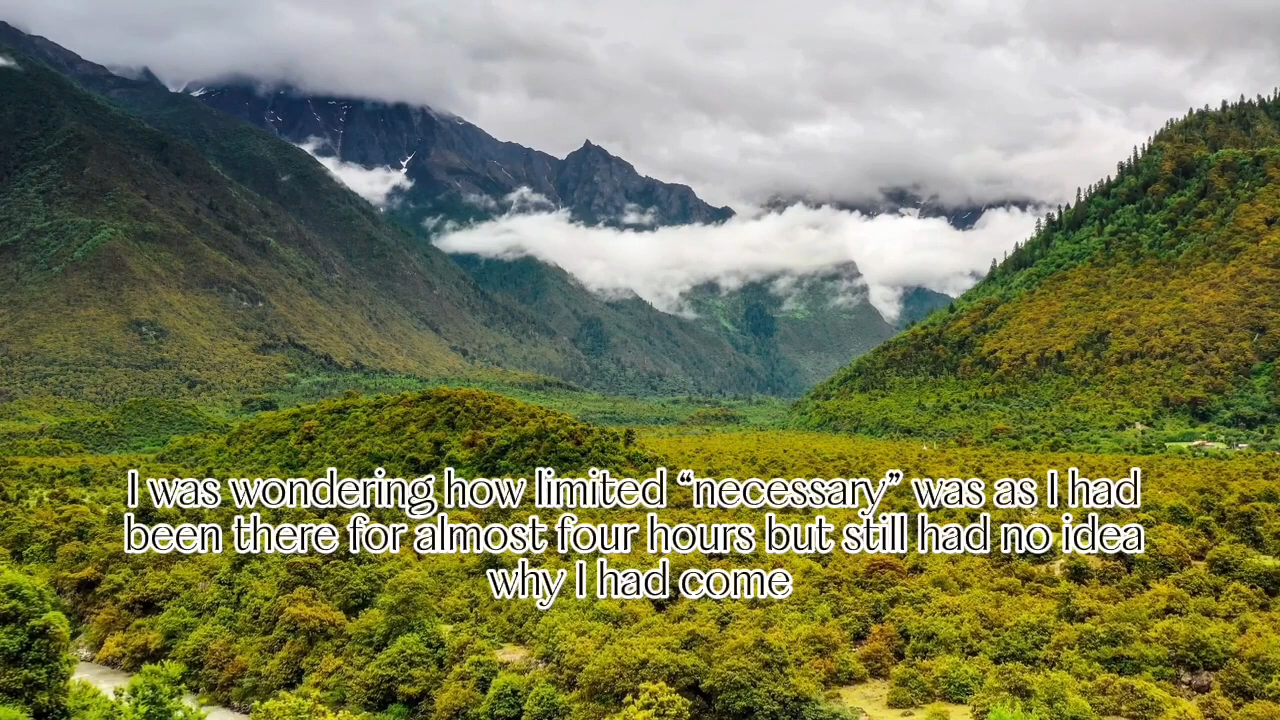 I was wondering how limited “necessary” was as I had
been there for almost four hours but still had no idea
why I had come